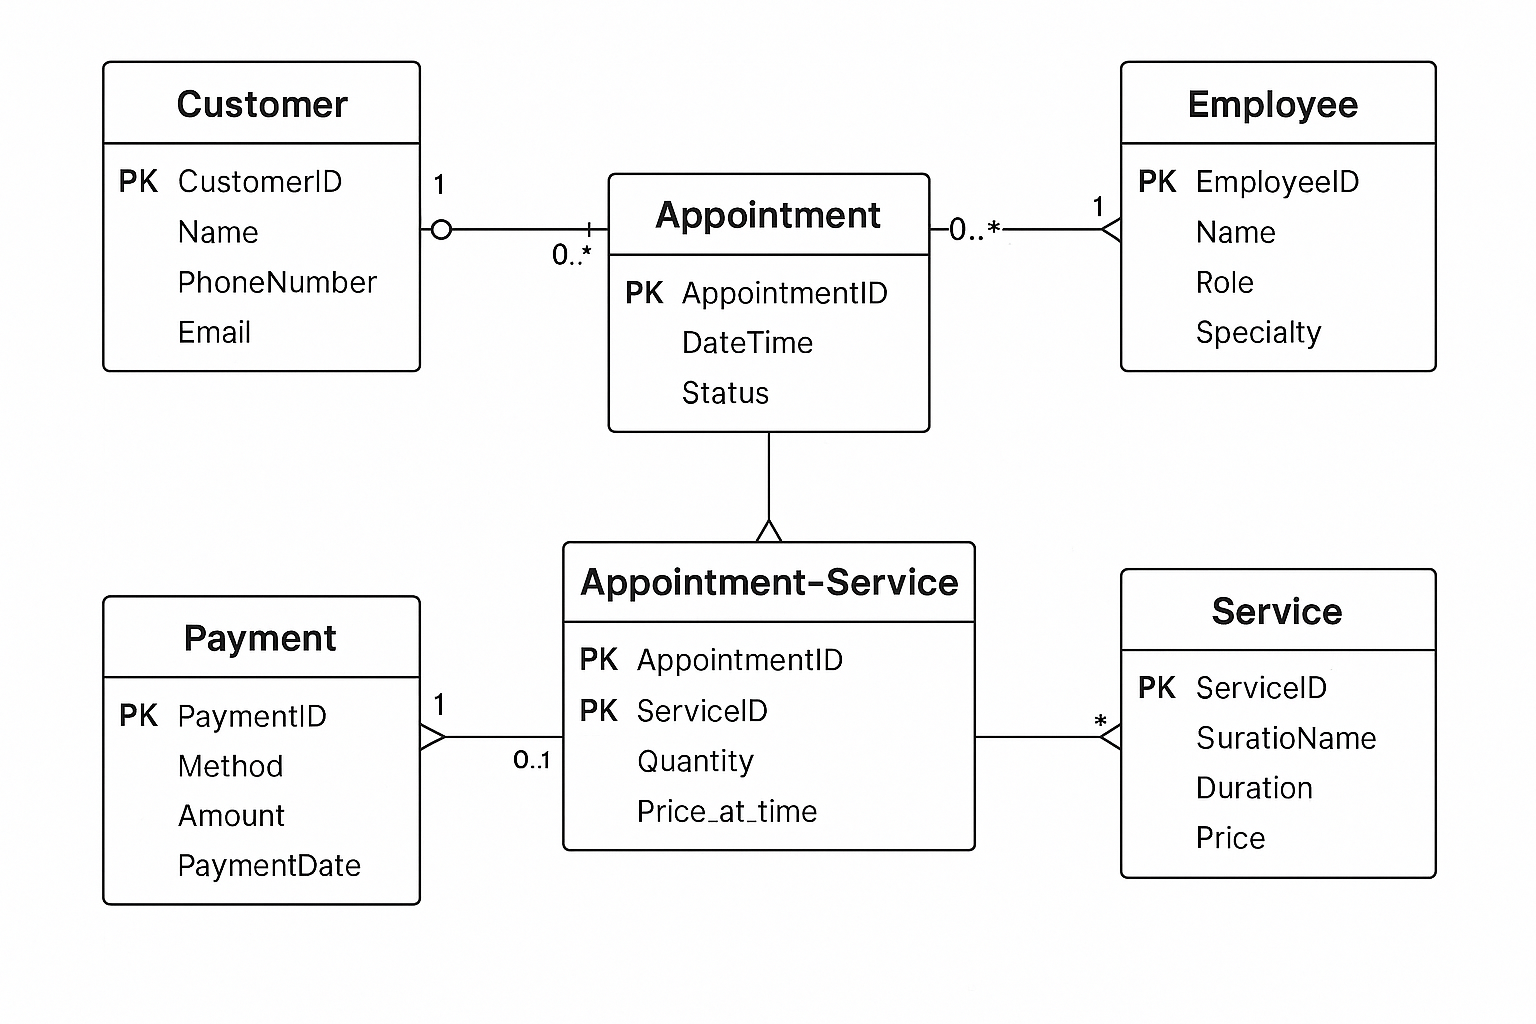 Customer
PK CustomerID
Name
PhoneNumber
Email
1
0..*
Appointment
PK AppointmentID
DateTime
Status
0..*
1
Employee
PK EmployeeID
Name
Role
Specialty
Payment
PK PaymentID
Method
Amount
PaymentDate
1
0..1
Appointment-Service
PK AppointmentID
PK ServiceID
Quantity
Price_at_time
*
Service
PK ServiceID
SuratioName
Duration
Price